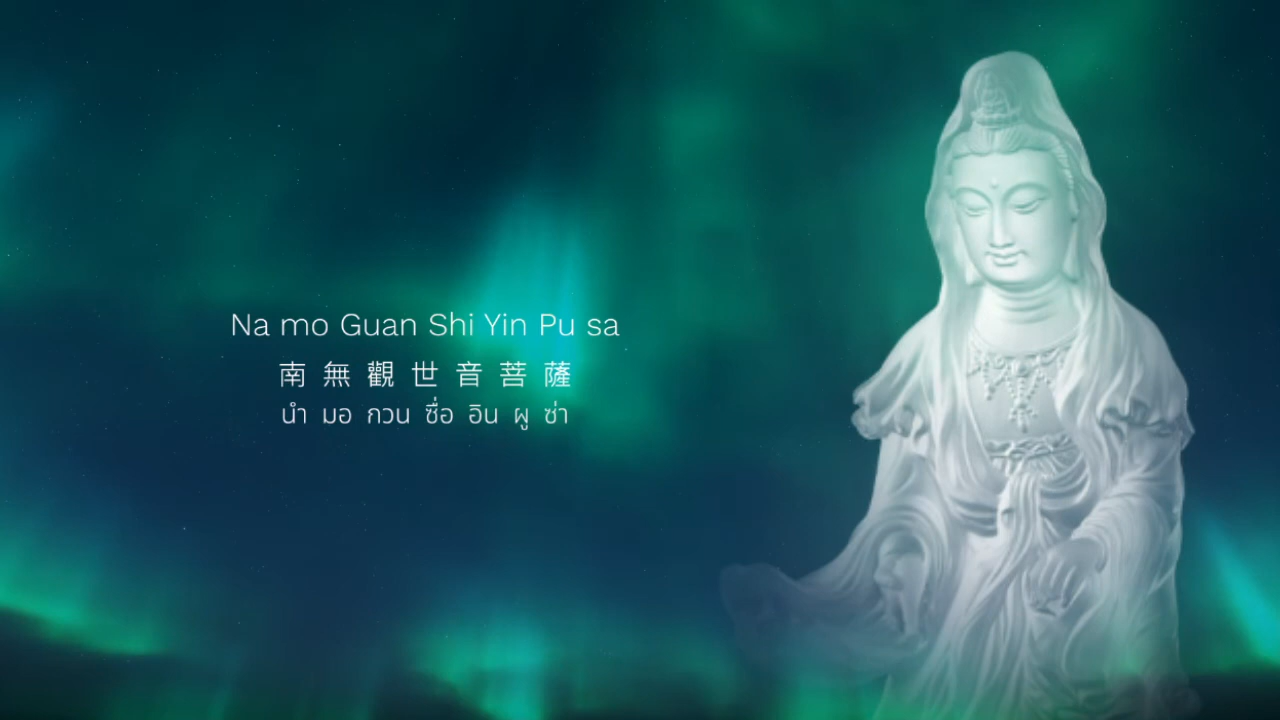 Na mo Guan Shi Yin Pu sa
南 無 觀 世 音 菩 薩
นำ มอ กวน ซื่อ อิน ผู ซ่า